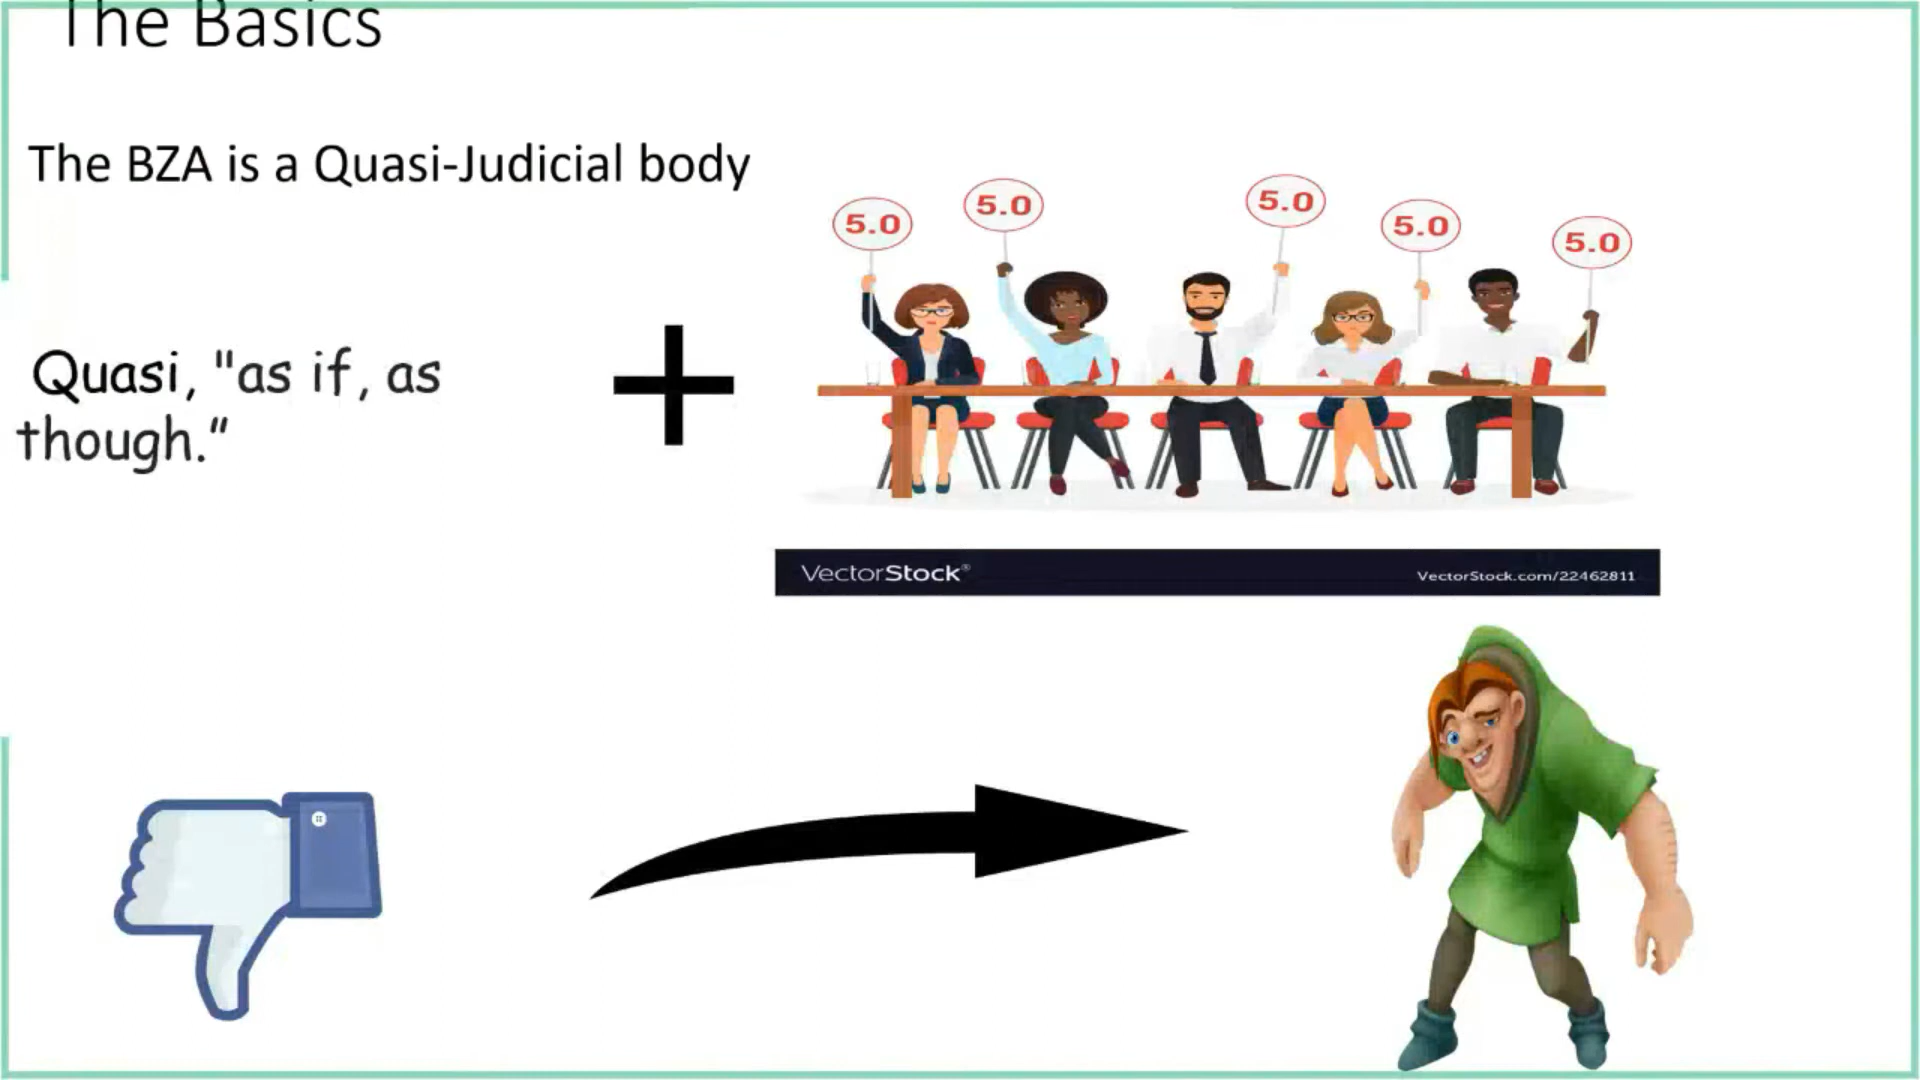 The Basics
The BZA is a Quasi-Judicial body
5.0
5.0
5.0
5.0
5.0
Quasi, "as if, as
though.”
VectorStock®
VectorStock.com/22462811